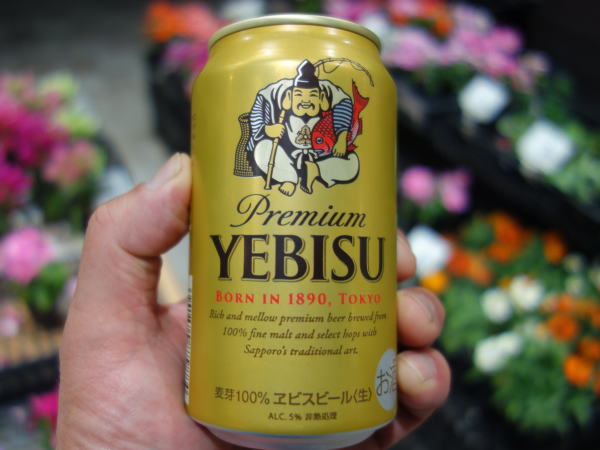 Premium
YEBISU
BORN IN 1890, TOKYO
Rich and mellow premium beer brewed from
100% fine malt and select hops with
Sapporo's traditional art.
麦芽100% ヱビスビール〈生〉
ALC. 5% 非熱処理
お酒